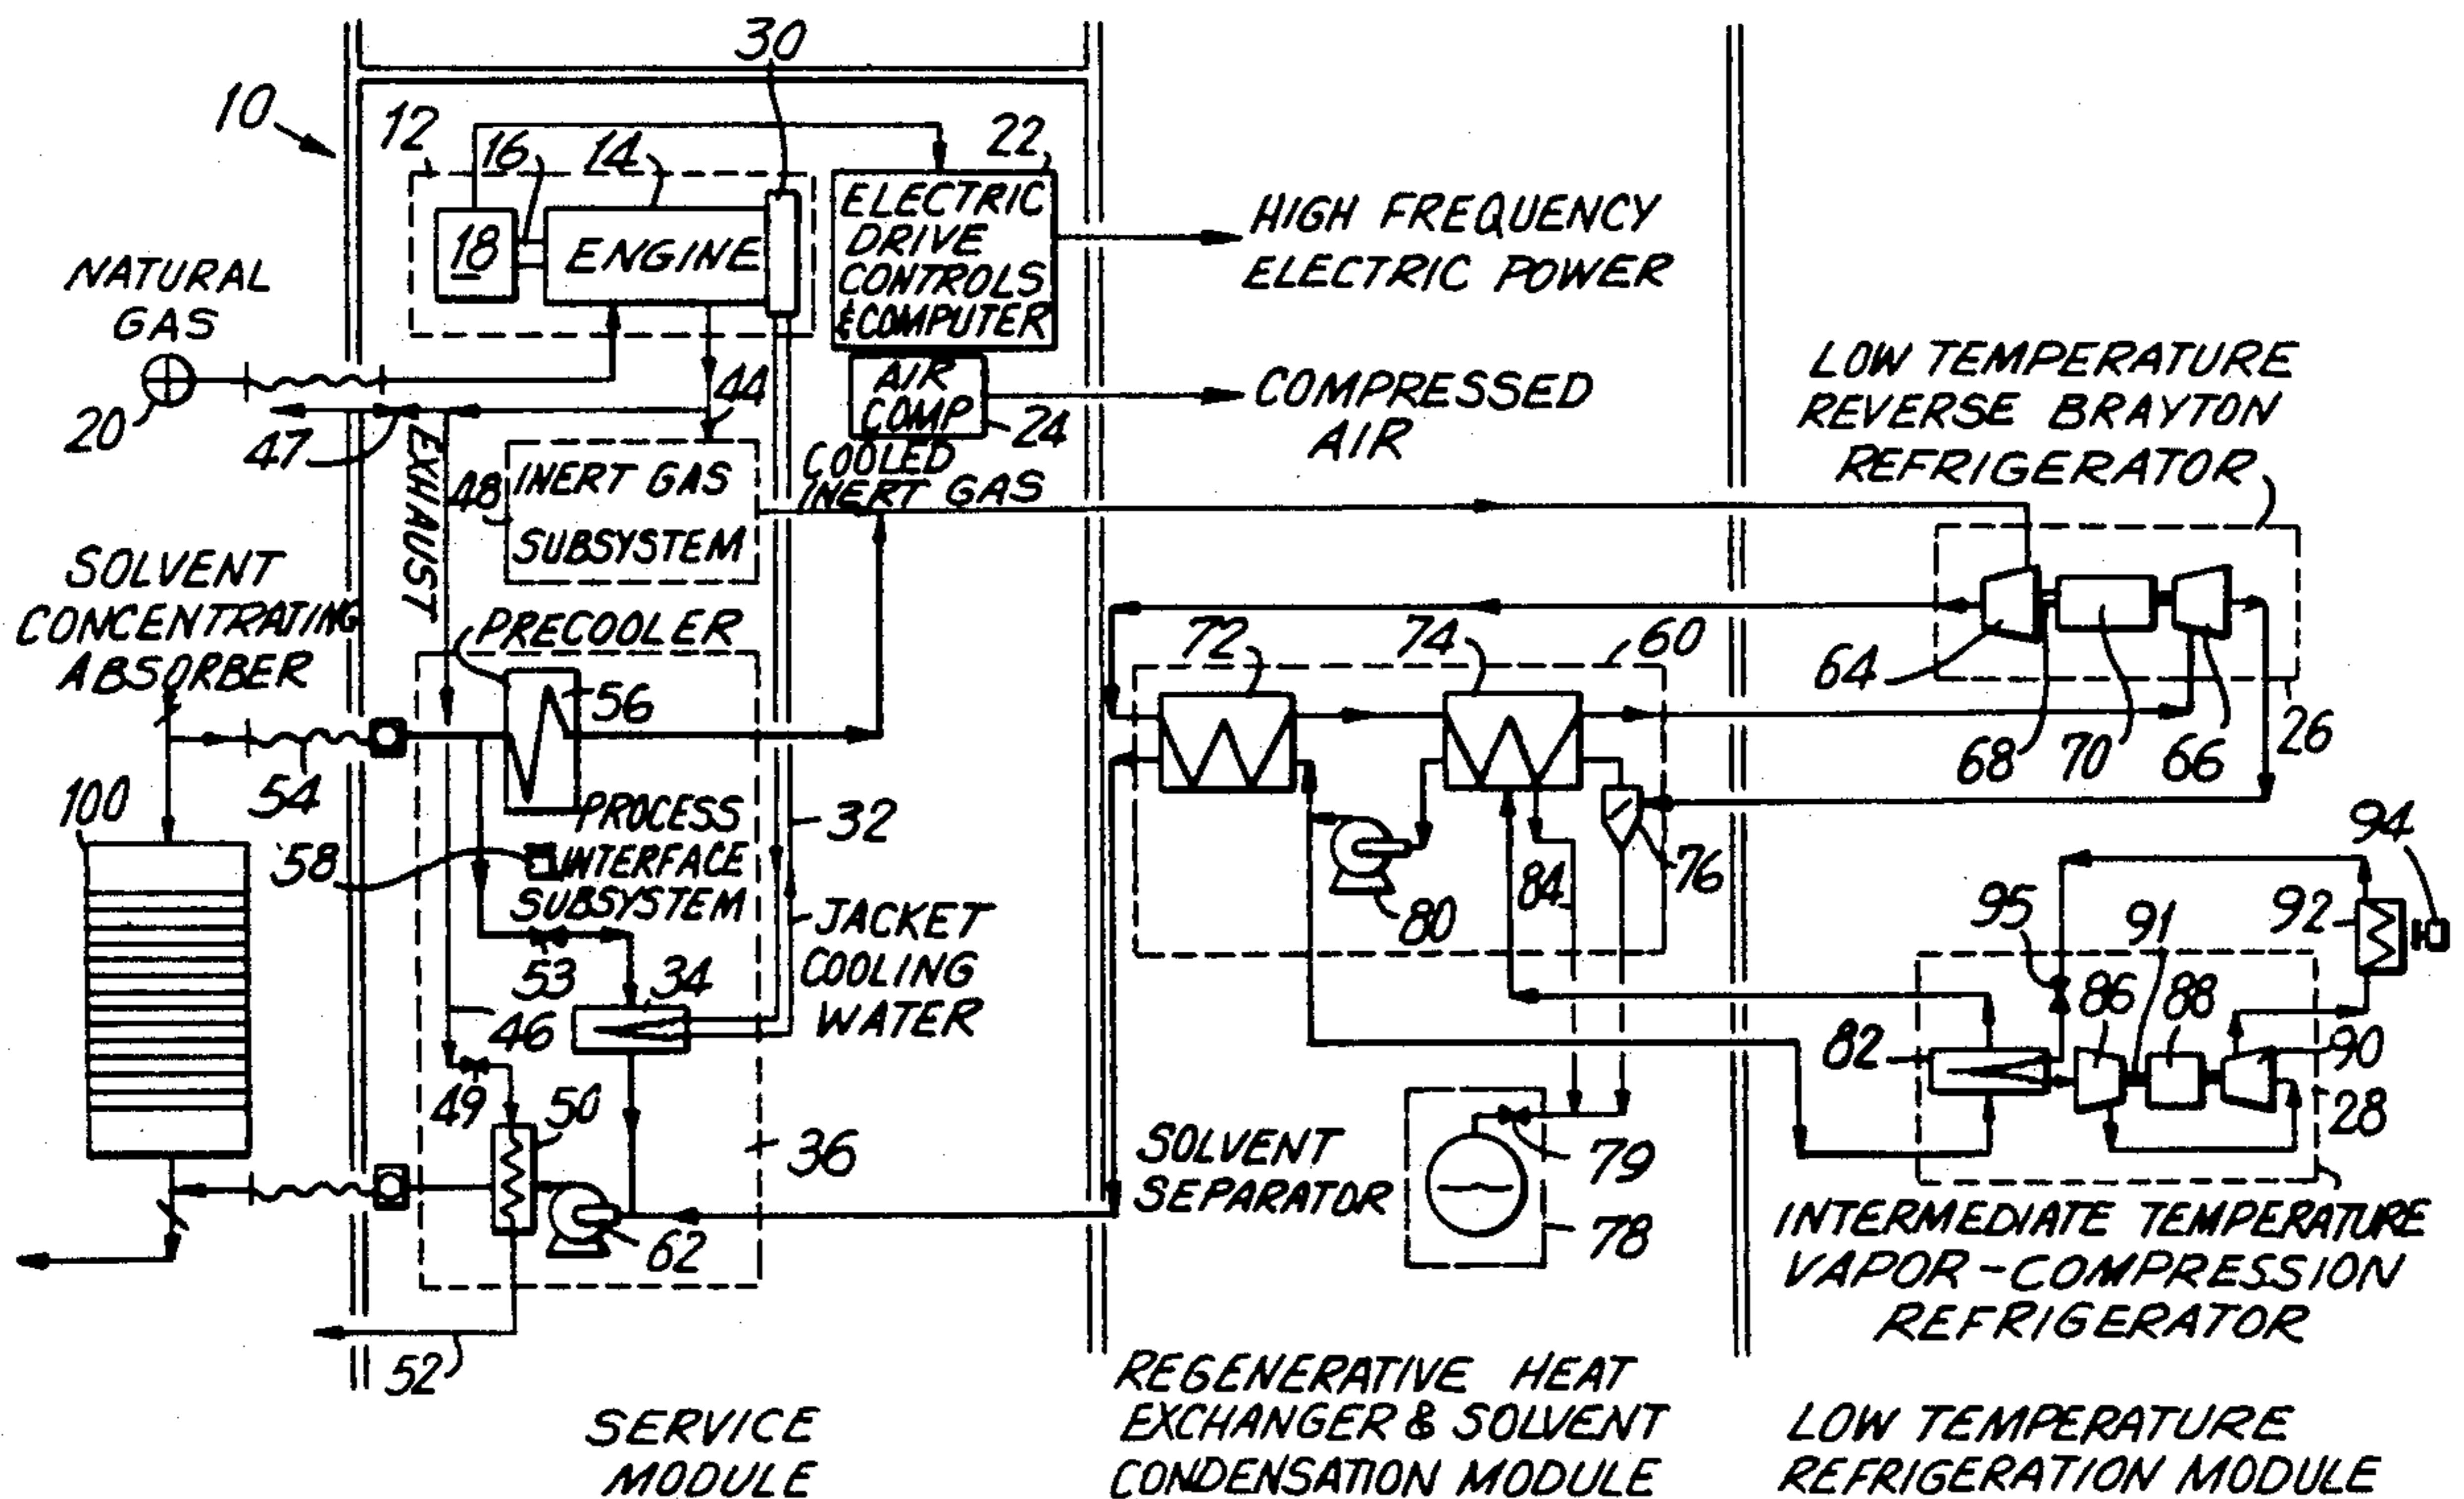 30
10
12
16
14
22
18
ENGINE
ELECTRIC
DRIVE
CONTROLS
& COMPUTER
HIGH FREQUENCY
ELECTRIC POWER
NATURAL
GAS
20
47
44
AIR
COMP
24
COMPRESSED
AIR
LOW TEMPERATURE
REVERSE BRAYTON
REFRIGERATOR
EXHAUST
48
INERT GAS
SUBSYSTEM
COOLED
INERT GAS
SOLVENT
CONCENTRATING
ABSORBER
PRECOOLER
56
72
74
60
64
68
70
66
26
54
100
58
PROCESS
INTERFACE
SUBSYSTEM
32
JACKET
COOLING
WATER
80
84
76
94
95
91
92
53
34
46
49
50
36
62
52
82
86
88
90
28
SOLVENT
SEPARATOR
79
78
INTERMEDIATE TEMPERATURE
VAPOR-COMPRESSION
REFRIGERATOR
SERVICE
MODULE
REGENERATIVE HEAT
EXCHANGER & SOLVENT
CONDENSATION MODULE
LOW TEMPERATURE
REFRIGERATION MODULE